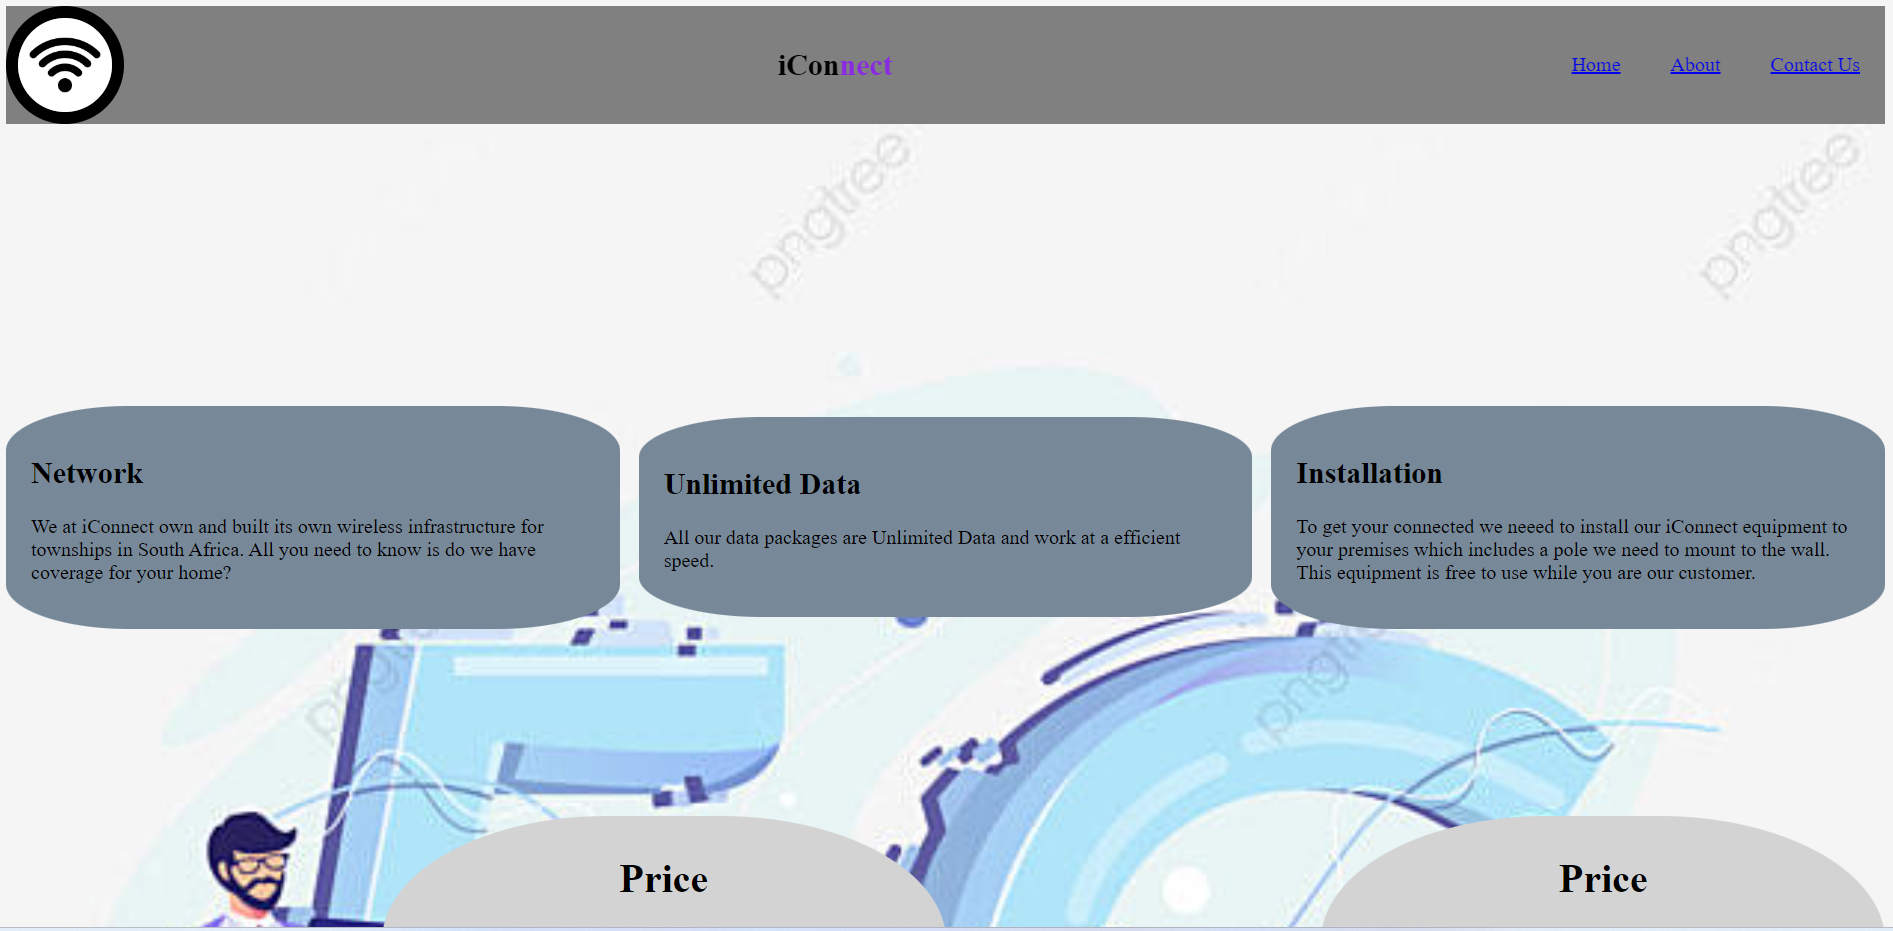 iConnect
Home About Contact Us
pngtree
pngtree
Network
We at iConnect own and built its own wireless infrastructure for
townships in South Africa. All you need to know is do we have
coverage for your home?
Unlimited Data
All our data packages are Unlimited Data and work at a efficient
speed.
Installation
To get your connected we neeed to install our iConnect equipment to
your premises which includes a pole we need to mount to the wall.
This equipment is free to use while you are our customer.
Price
Price